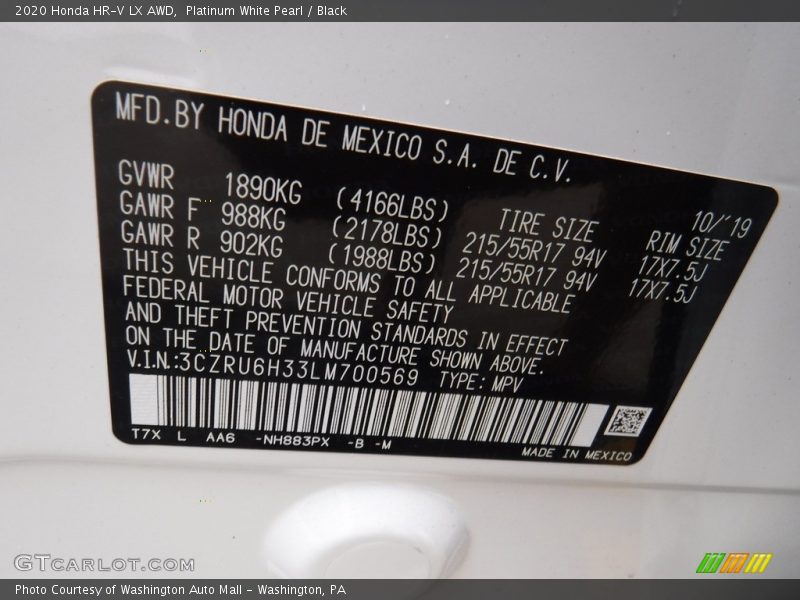 2020 Honda HR-V LX AWD, Platinum White Pearl / Black
MFD.BY HONDA DE MEXICO S.A. DE C.V.
10/'19
GVWR 1890KG (4166LBS) TIRE SIZE RIM SIZE
GAWR F 988KG (2178LBS) 215/55R17 94V 17X7.5J
GAWR R 902KG (1988LBS) 215/55R17 94V 17X7.5J
THIS VEHICLE CONFORMS TO ALL APPLICABLE
FEDERAL MOTOR VEHICLE SAFETY
AND THEFT PREVENTION STANDARDS IN EFFECT
ON THE DATE OF MANUFACTURE SHOWN ABOVE.
V.I.N.:3CZRU6H33LM700569 TYPE: MPV
T7X L AA6 -NH883PX -B -M
MADE IN MEXICO
GTCARLOT.COM
Photo Courtesy of Washington Auto Mall - Washington, PA